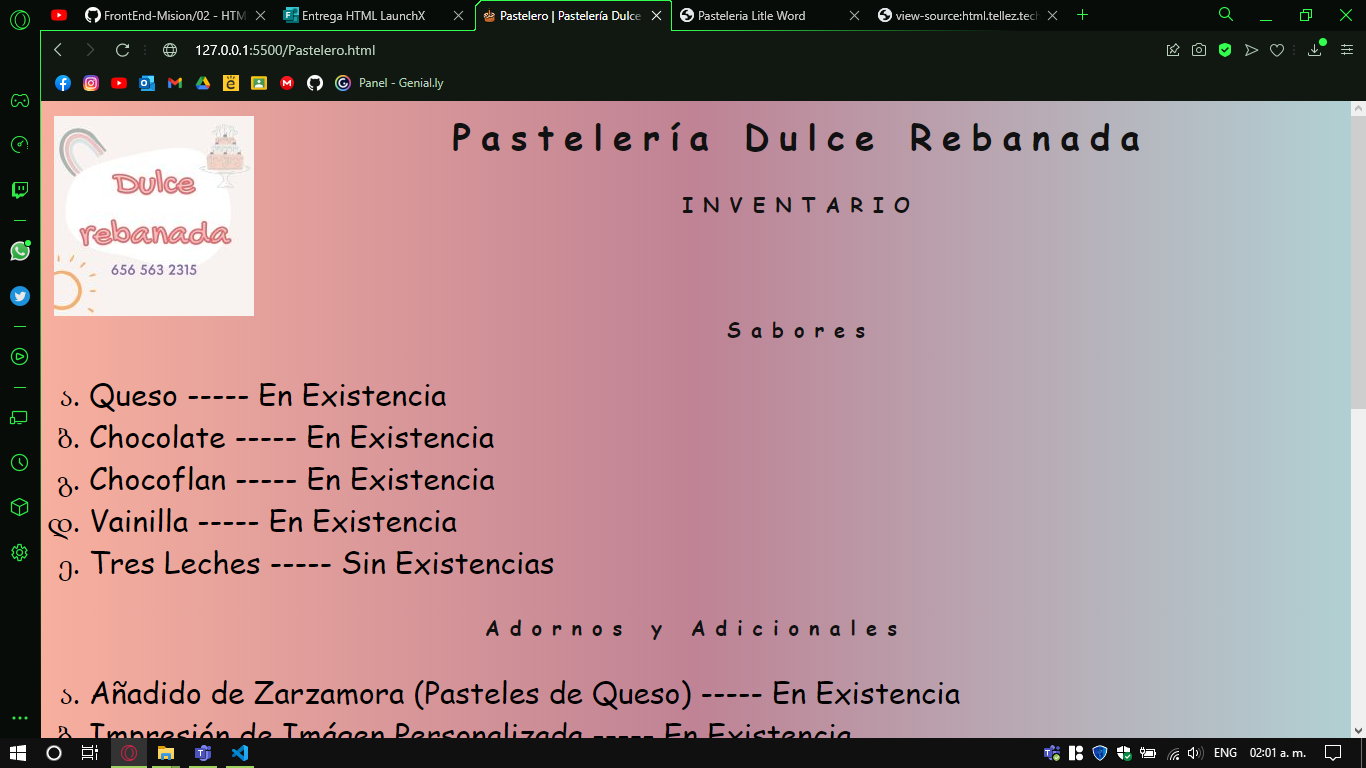 FrontEnd-Mision/02 - HTM
Entrega HTML LaunchX
Pastelero | Pastelería Dulce
Pasteleria Litle Word
view-source:html.tellez.tech
127.0.0.1:5500/Pastelero.html
Panel - Genial.ly
Dulce
rebanada
656 563 2315
Pastelería Dulce Rebanada
INVENTARIO
Sabores
ა. Queso ----- En Existencia
ბ. Chocolate ----- En Existencia
გ. Chocoflan ----- En Existencia
დ. Vainilla ----- En Existencia
ე. Tres Leches ----- Sin Existencias
Adornos y Adicionales
ა. Añadido de Zarzamora (Pasteles de Queso) ----- En Existencia
ბ. Impresión de Imágen Personalizada ----- En Existencia
ENG 02:01 a. m.